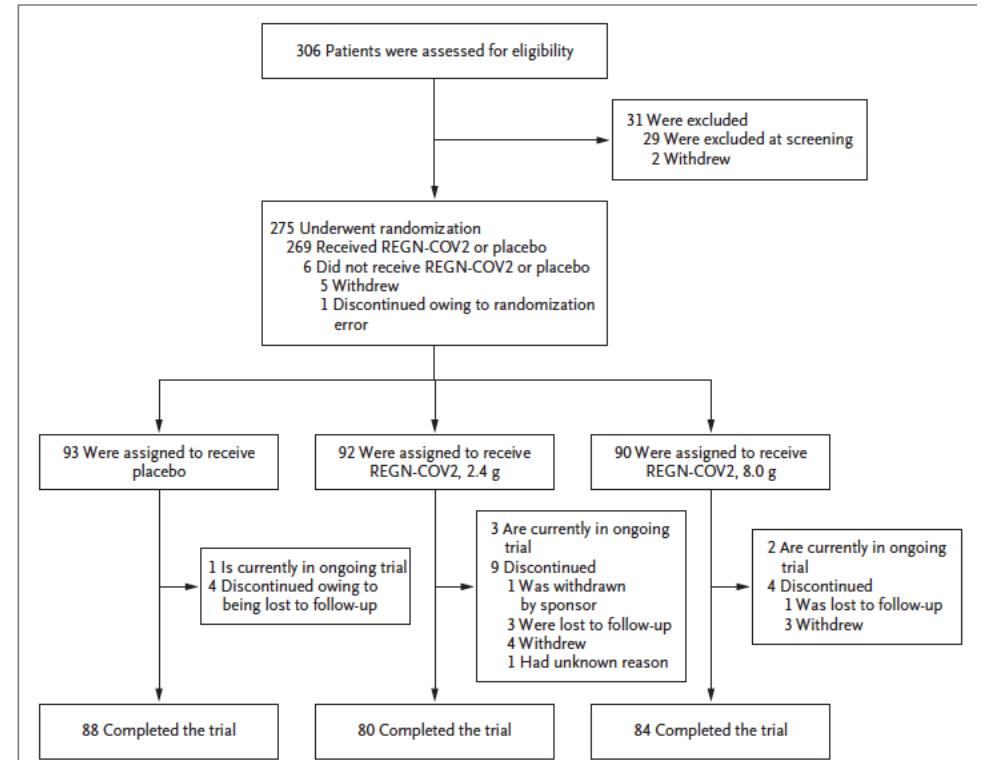 306 Patients were assessed for eligibility
31 Were excluded
29 Were excluded at screening
2 Withdrew
275 Underwent randomization
269 Received REGN-COV2 or placebo
6 Did not receive REGN-COV2 or placebo
5 Withdrew
1 Discontinued owing to randomization
error
93 Were assigned to receive
placebo
92 Were assigned to receive
REGN-COV2, 2.4 g
90 Were assigned to receive
REGN-COV2, 8.0 g
1 Is currently in ongoing trial
4 Discontinued owing to
being lost to follow-up
3 Are currently in ongoing
trial
9 Discontinued
1 Was withdrawn
by sponsor
3 Were lost to follow-up
4 Withdrew
1 Had unknown reason
2 Are currently in ongoing
trial
4 Discontinued
1 Was lost to follow-up
3 Withdrew
88 Completed the trial
80 Completed the trial
84 Completed the trial